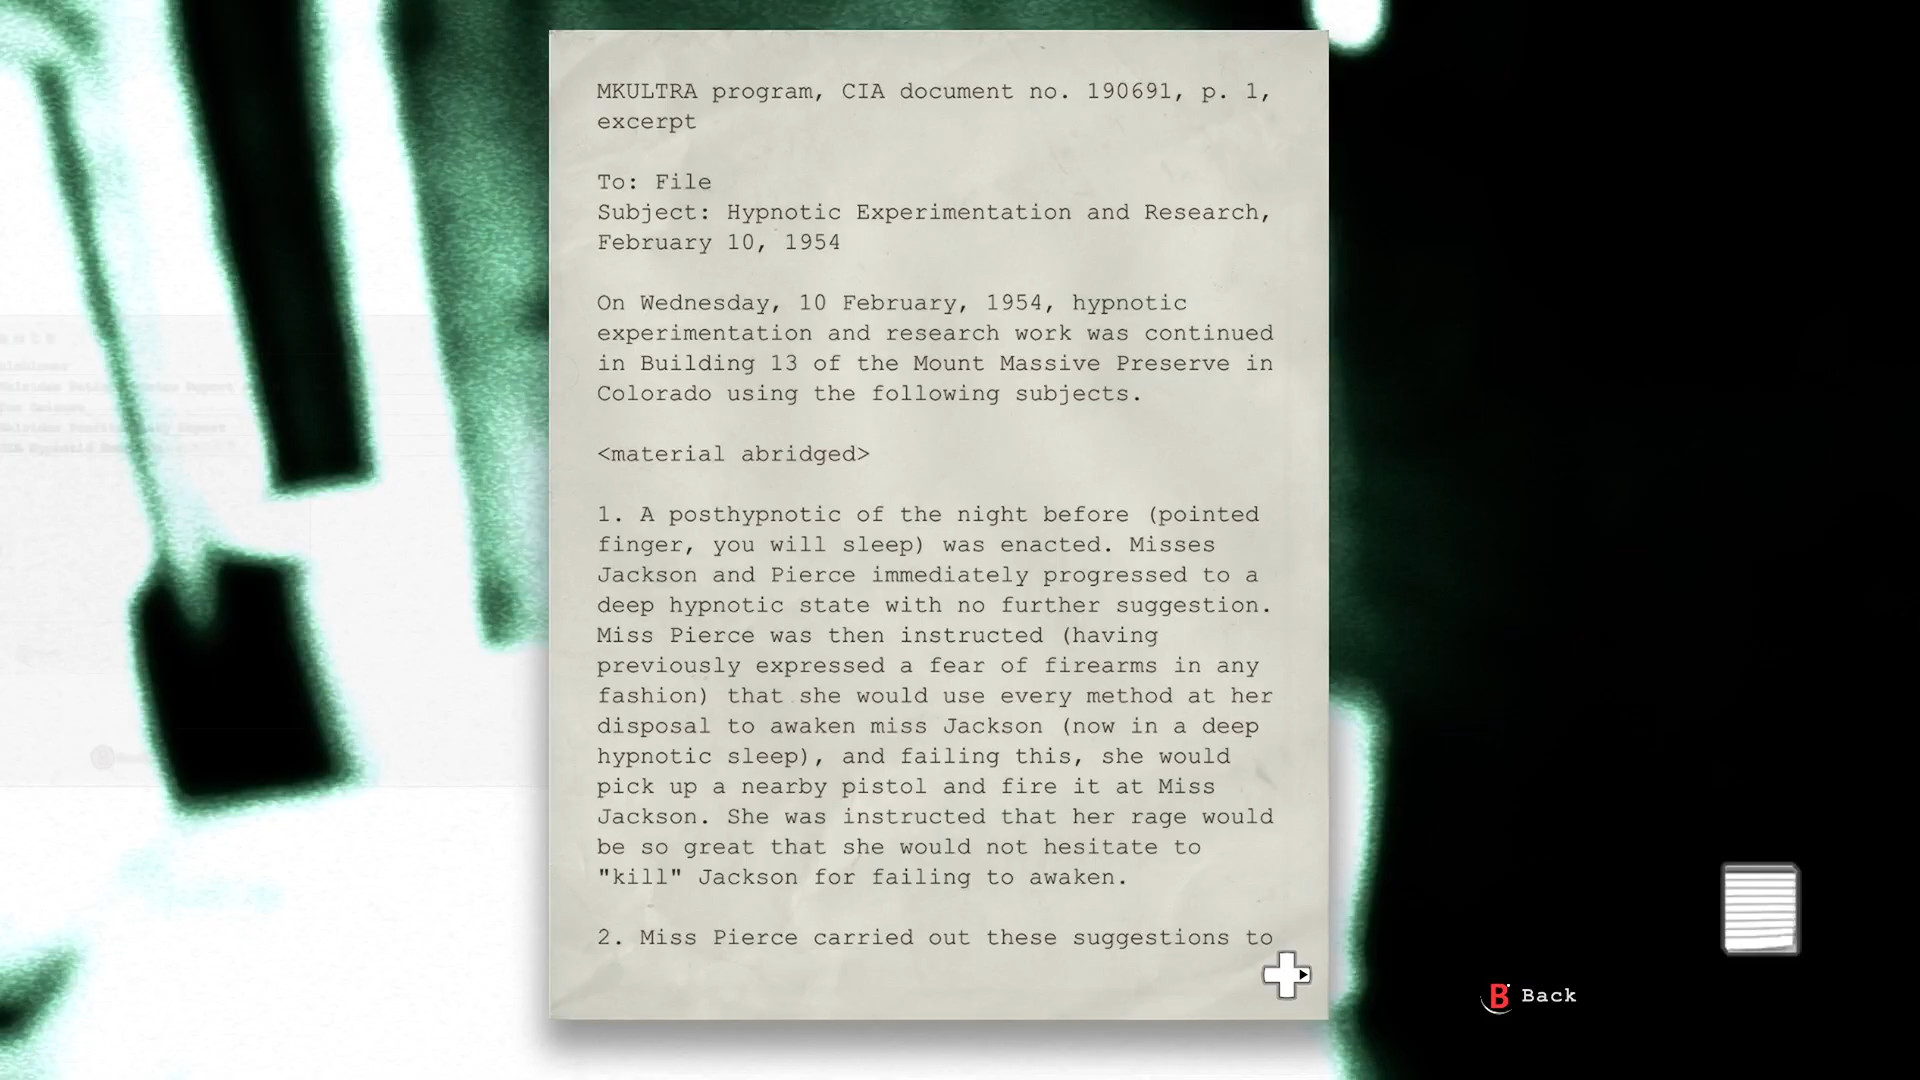 MKULTRA program, CIA document no. 190691, p. 1,
excerpt
To: File
Subject: Hypnotic Experimentation and Research,
February 10, 1954
On Wednesday, 10 February, 1954, hypnotic
experimentation and research work was continued
in Building 13 of the Mount Massive Preserve in
Colorado using the following subjects.
<material abridged>
1. A posthypnotic of the night before (pointed
finger, you will sleep) was enacted. Misses
Jackson and Pierce immediately progressed to a
deep hypnotic state with no further suggestion.
Miss Pierce was then instructed (having
previously expressed a fear of firearms in any
fashion) that she would use every method at her
disposal to awaken miss Jackson (now in a deep
hypnotic sleep), and failing this, she would
pick up a nearby pistol and fire it at Miss
Jackson. She was instructed that her rage would
be so great that she would not hesitate to
"kill" Jackson for failing to awaken.
2. Miss Pierce carried out these suggestions to
B Back